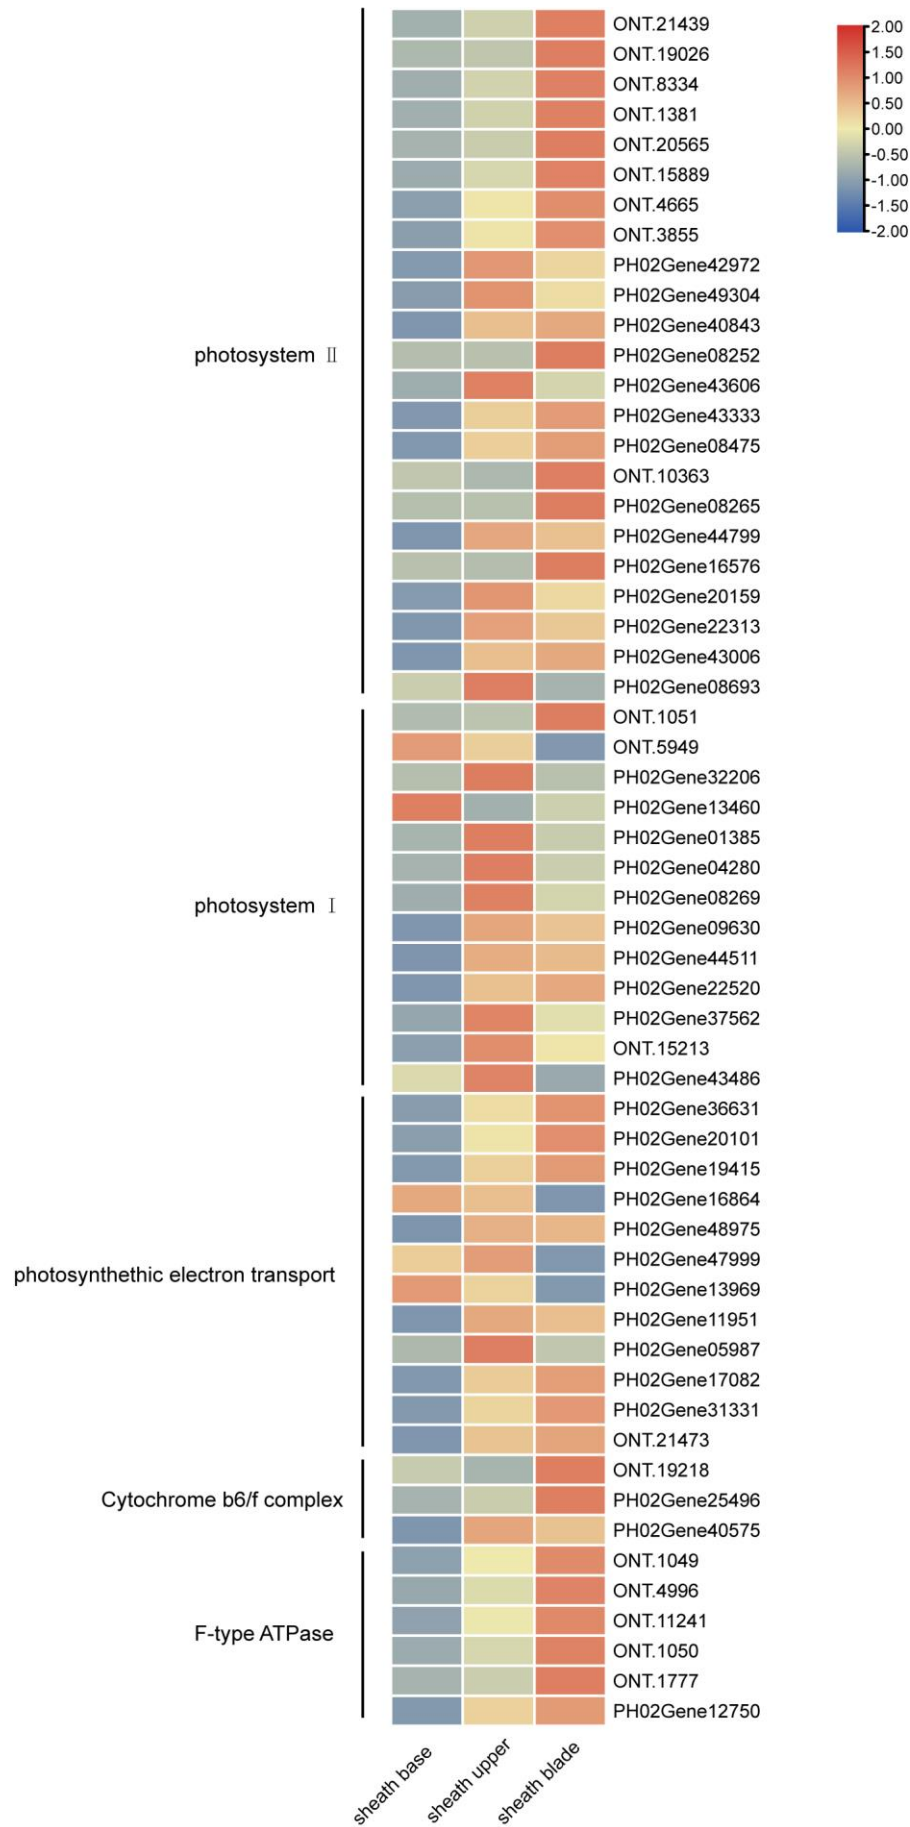 ONT.21439
ONT.19026
ONT.8334
ONT.1381
ONT.20565
ONT.15889
ONT.4665
ONT.3855
PH02Gene42972
PH02Gene49304
PH02Gene40843
photosystem Ⅱ
PH02Gene08252
PH02Gene43606
PH02Gene43333
PH02Gene08475
ONT.10363
PH02Gene08265
PH02Gene44799
PH02Gene16576
PH02Gene20159
PH02Gene22313
PH02Gene43006
PH02Gene08693
ONT.1051
ONT.5949
PH02Gene32206
PH02Gene13460
PH02Gene01385
PH02Gene04280
PH02Gene08269
photosystem Ⅰ
PH02Gene09630
PH02Gene44511
PH02Gene22520
PH02Gene37562
ONT.15213
PH02Gene43486
PH02Gene36631
PH02Gene20101
PH02Gene19415
PH02Gene16864
PH02Gene48975
PH02Gene47999
photosynthethic electron transport
PH02Gene13969
PH02Gene11951
PH02Gene05987
PH02Gene17082
PH02Gene31331
ONT.21473
ONT.19218
Cytochrome b6/f complex
PH02Gene25496
PH02Gene40575
ONT.1049
ONT.4996
ONT.11241
F-type ATPase
ONT.1050
ONT.1777
PH02Gene12750
sheath base
sheath upper
sheath blade
2.00
1.50
1.00
0.50
0.00
-0.50
-1.00
-1.50
-2.00